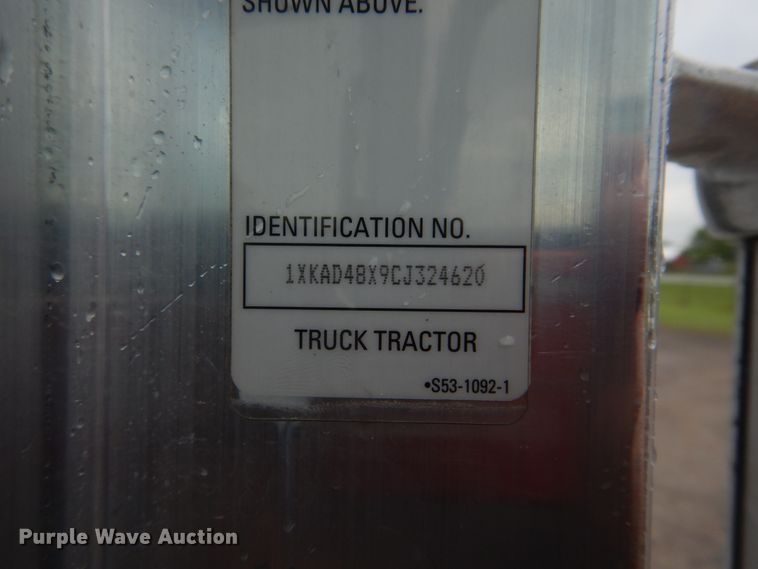 SHOWN ABOVE.
IDENTIFICATION NO.
1XKAD48X9CJ324620
TRUCK TRACTOR
•S53-1092-1
Purple Wave Auction